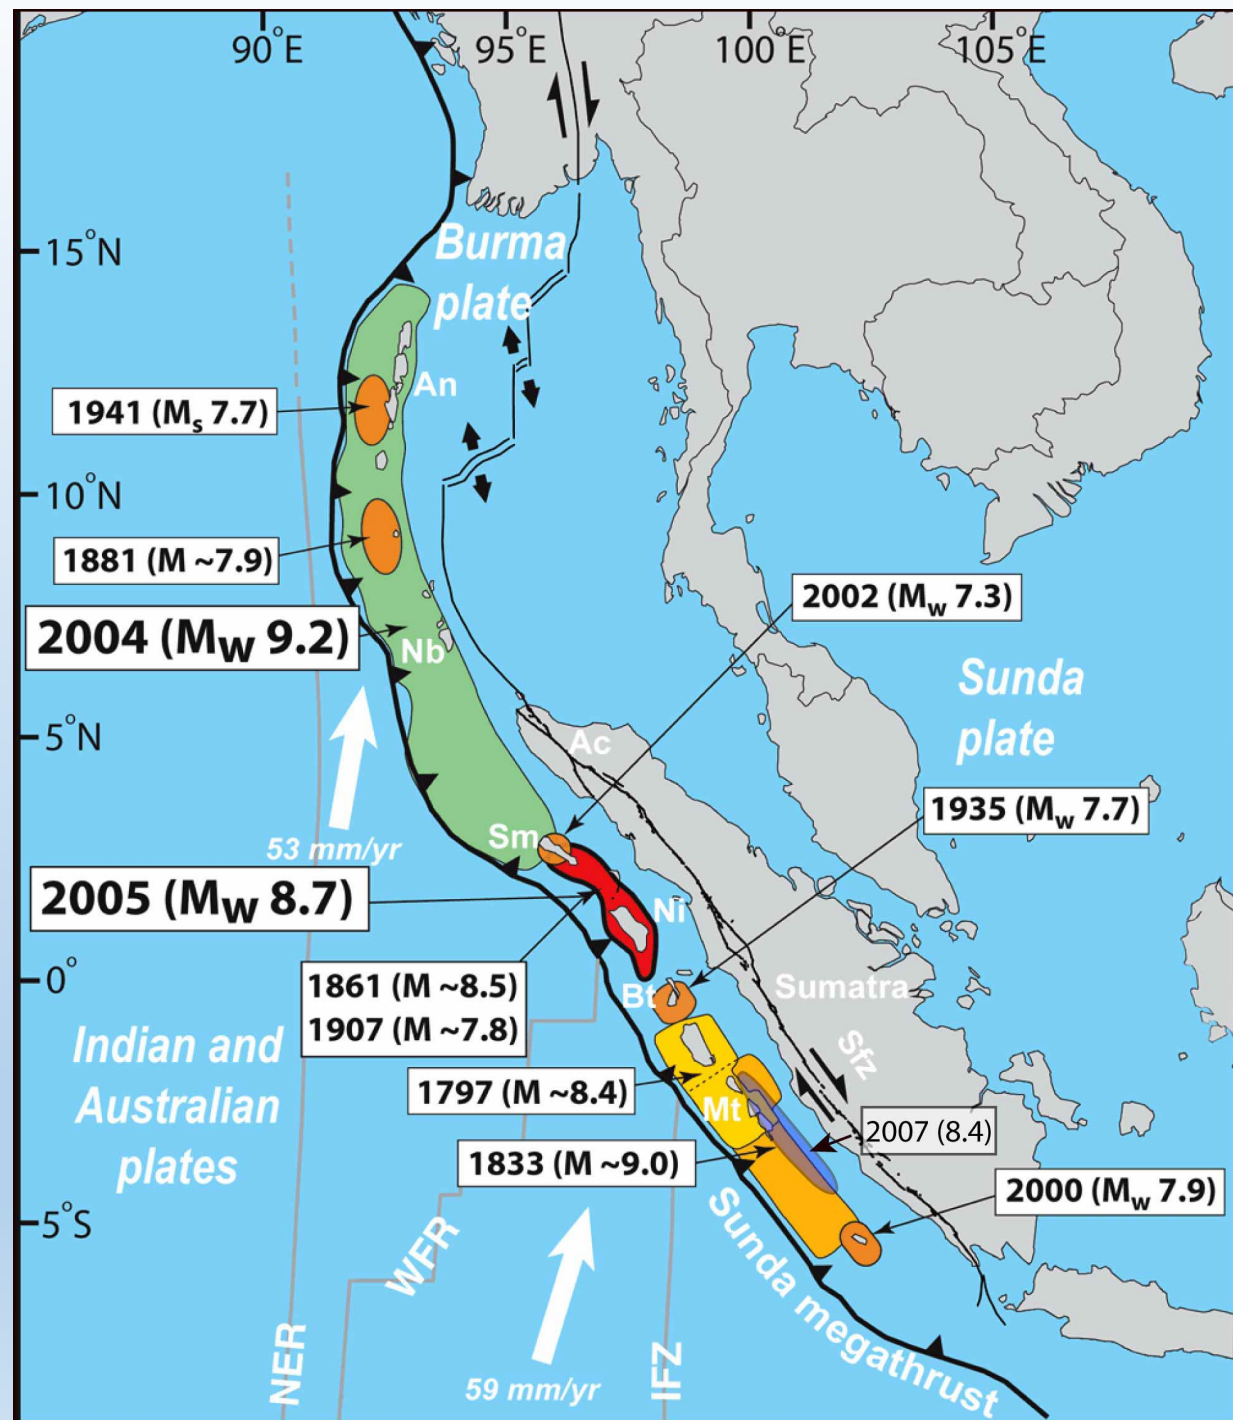 90°E
95°E
100°E
105°E
15°N
Burma
plate
An
1941 (Ms 7.7)
10°N
1881 (M ~7.9)
2002 (Mw 7.3)
2004 (Mw 9.2)
Nb
Sunda
plate
5°N
Ac
1935 (Mw 7.7)
Sm
53 mm/yr
2005 (Mw 8.7)
Ni
0°
1861 (M ~8.5)
1907 (M ~7.8)
Bt
Sumatra
Indian and
Australian
plates
Sfz
1797 (M ~8.4)
Mt
2007 (8.4)
1833 (M ~9.0)
2000 (Mw 7.9)
5°S
WFR
Sunda megathrust
NER
59 mm/yr
IFZ